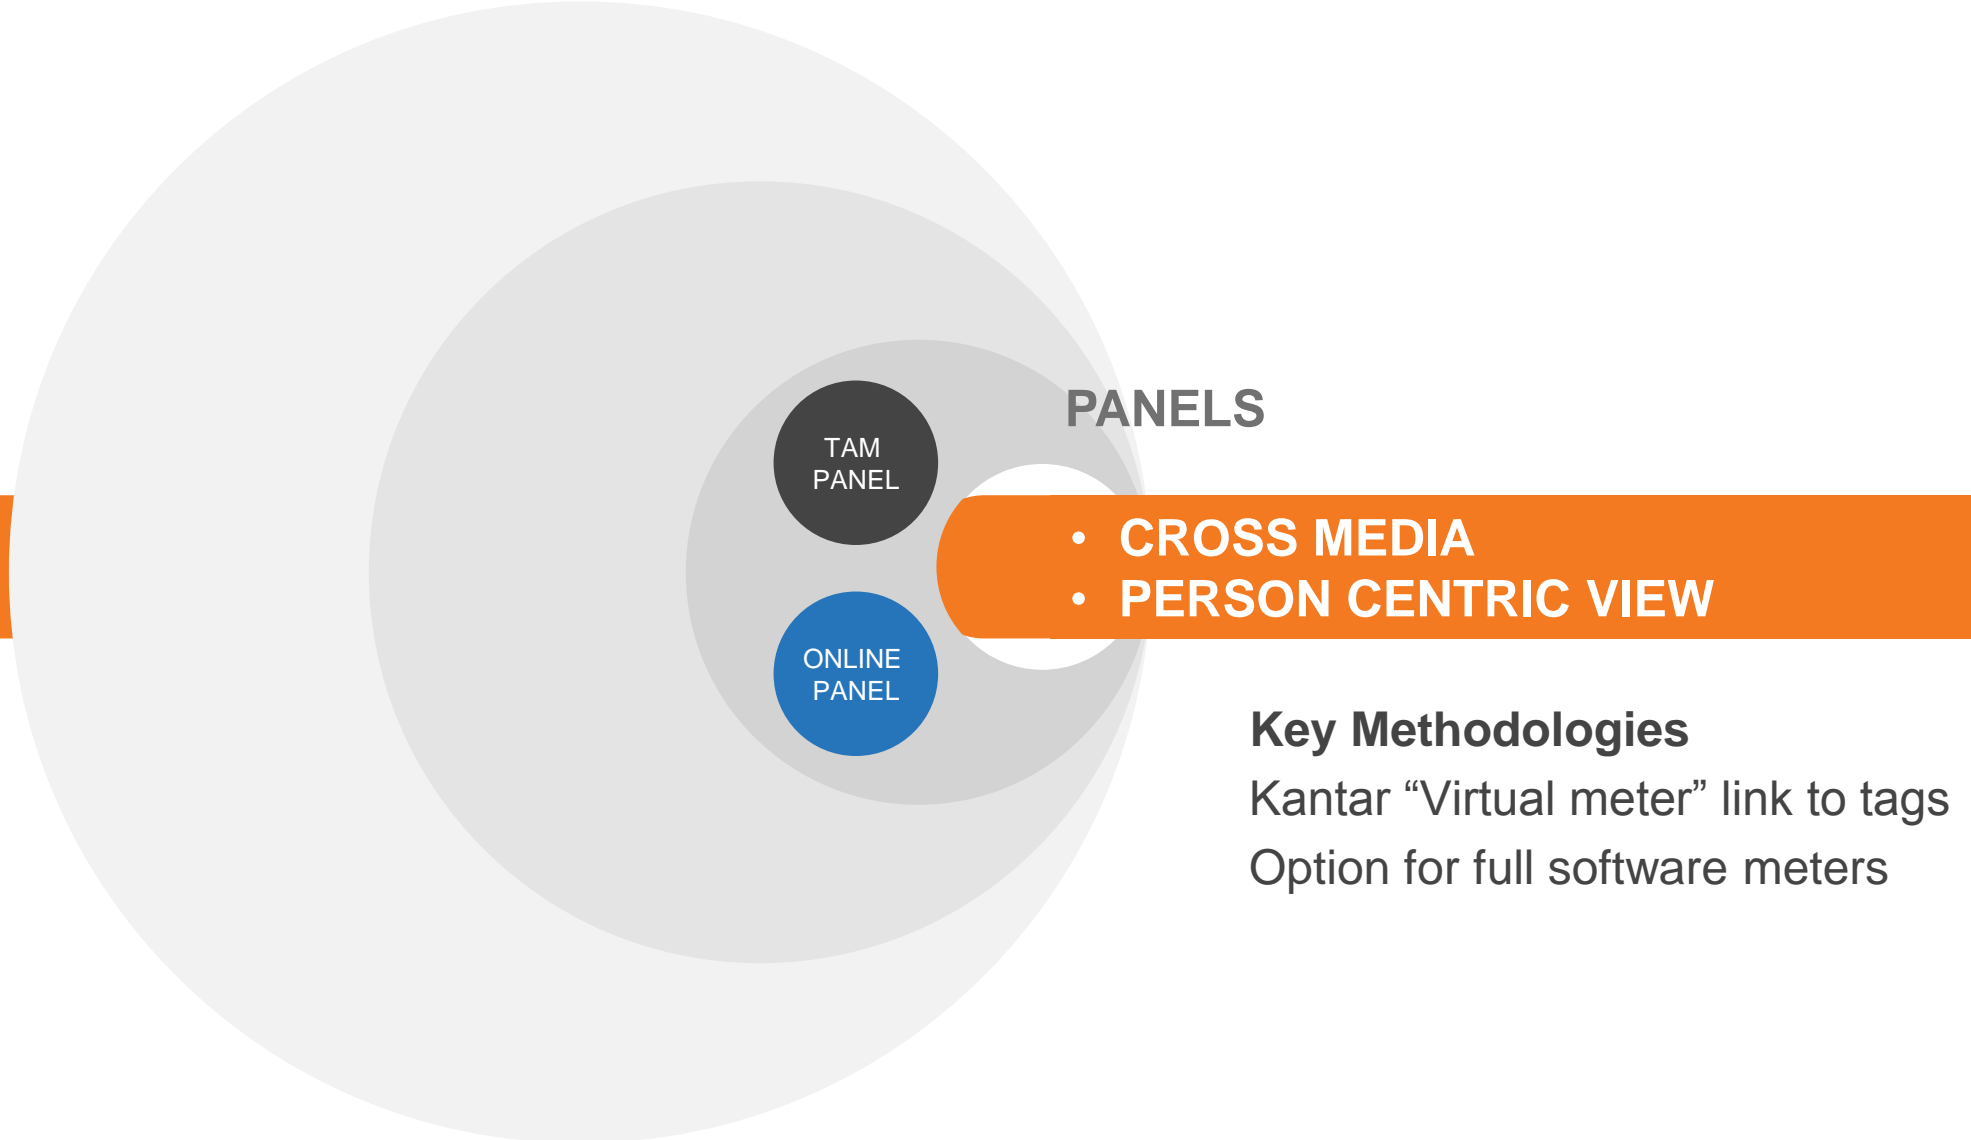 PANELS
TAM
PANEL
• CROSS MEDIA
• PERSON CENTRIC VIEW
ONLINE
PANEL
Key Methodologies
Kantar “Virtual meter” link to tags
Option for full software meters